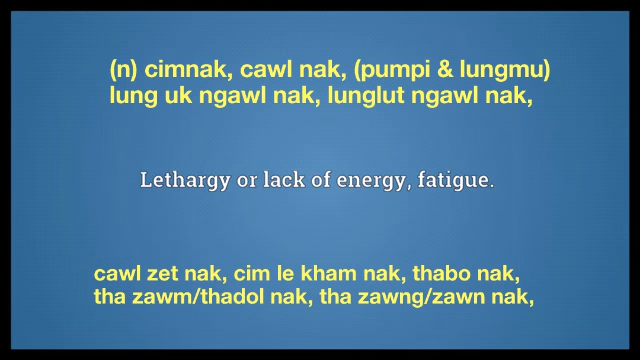 (n) cimnak, cawl nak, (pumpi & lungmu)
lung uk ngawl nak, lunglut ngawl nak,
Lethargy or lack of energy, fatigue.
cawl zet nak, cim le kham nak, thabo nak,
tha zawm/thadol nak, tha zawng/zawn nak,